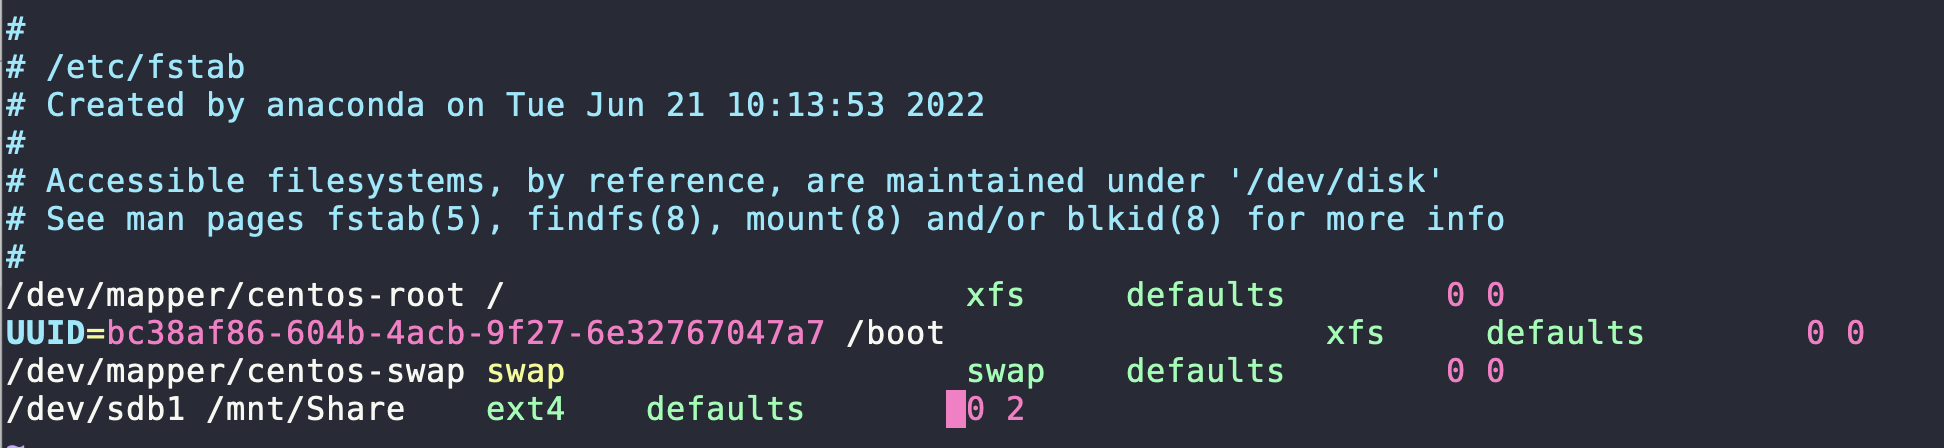 #
# /etc/fstab
# Created by anaconda on Tue Jun 21 10:13:53 2022
#
# Accessible filesystems, by reference, are maintained under '/dev/disk'
# See man pages fstab(5), findfs(8), mount(8) and/or blkid(8) for more info
#
/dev/mapper/centos-root /                       xfs     defaults        0 0
UUID=bc38af86-604b-4acb-9f27-6e32767047a7 /boot                   xfs     defaults        0 0
/dev/mapper/centos-swap swap                    swap    defaults        0 0
/dev/sdb1 /mnt/Share    ext4    defaults        0 2
~